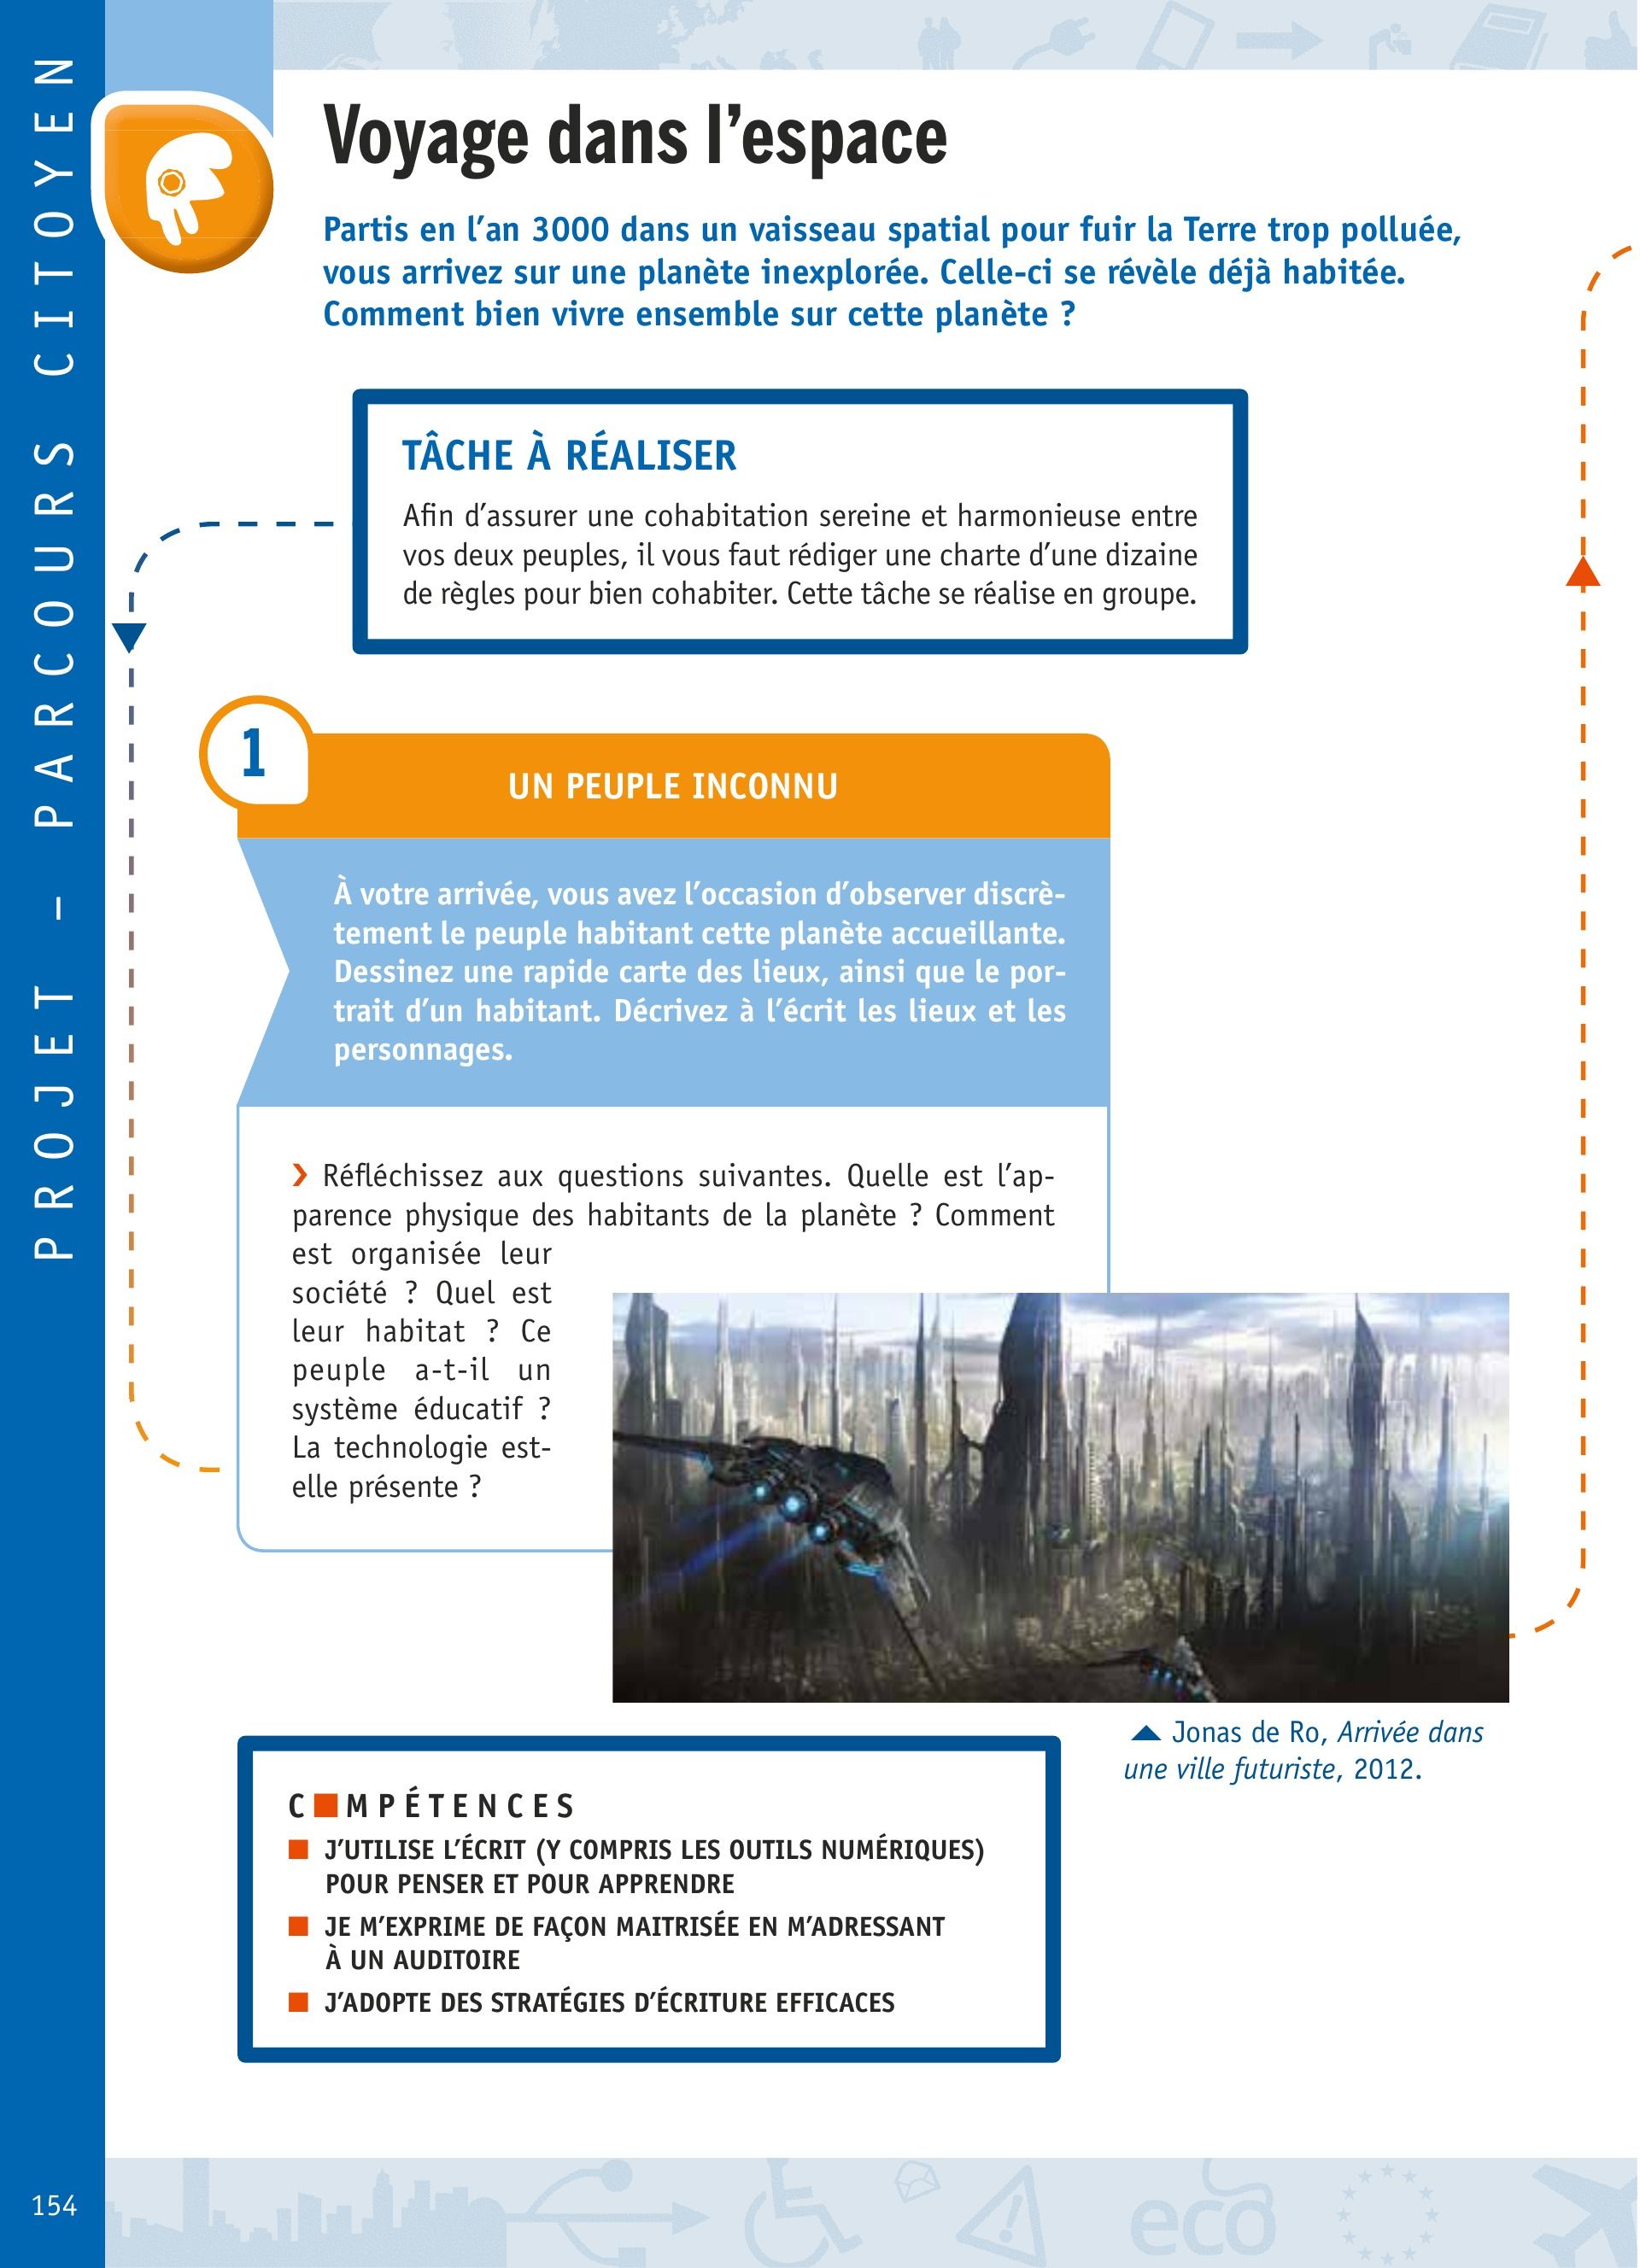 PROJET – PARCOURS CITOYEN
Voyage dans l'espace
Partis en l'an 3000 dans un vaisseau spatial pour fuir la Terre trop polluée,
vous arrivez sur une planète inexplorée. Celle-ci se révèle déjà habitée.
Comment bien vivre ensemble sur cette planète ?
TÂCHE À RÉALISER
Afin d'assurer une cohabitation sereine et harmonieuse entre
vos deux peuples, il vous faut rédiger une charte d'une dizaine
de règles pour bien cohabiter. Cette tâche se réalise en groupe.
1
UN PEUPLE INCONNU
À votre arrivée, vous avez l'occasion d'observer discrè-
tement le peuple habitant cette planète accueillante.
Dessinez une rapide carte des lieux, ainsi que le por-
trait d'un habitant. Décrivez à l'écrit les lieux et les
personnages.
› Réfléchissez aux questions suivantes. Quelle est l'ap-
parence physique des habitants de la planète ? Comment
est organisée leur
société ? Quel est
leur habitat ? Ce
peuple a-t-il un
système éducatif ?
La technologie est-
elle présente ?
▲ Jonas de Ro, Arrivée dans
une ville futuriste, 2012.
C■MPÉTENCES
■ J'UTILISE L'ÉCRIT (Y COMPRIS LES OUTILS NUMÉRIQUES)
POUR PENSER ET POUR APPRENDRE
■ JE M'EXPRIME DE FAÇON MAITRISÉE EN M'ADRESSANT
À UN AUDITOIRE
■ J'ADOPTE DES STRATÉGIES D'ÉCRITURE EFFICACES
154
eco